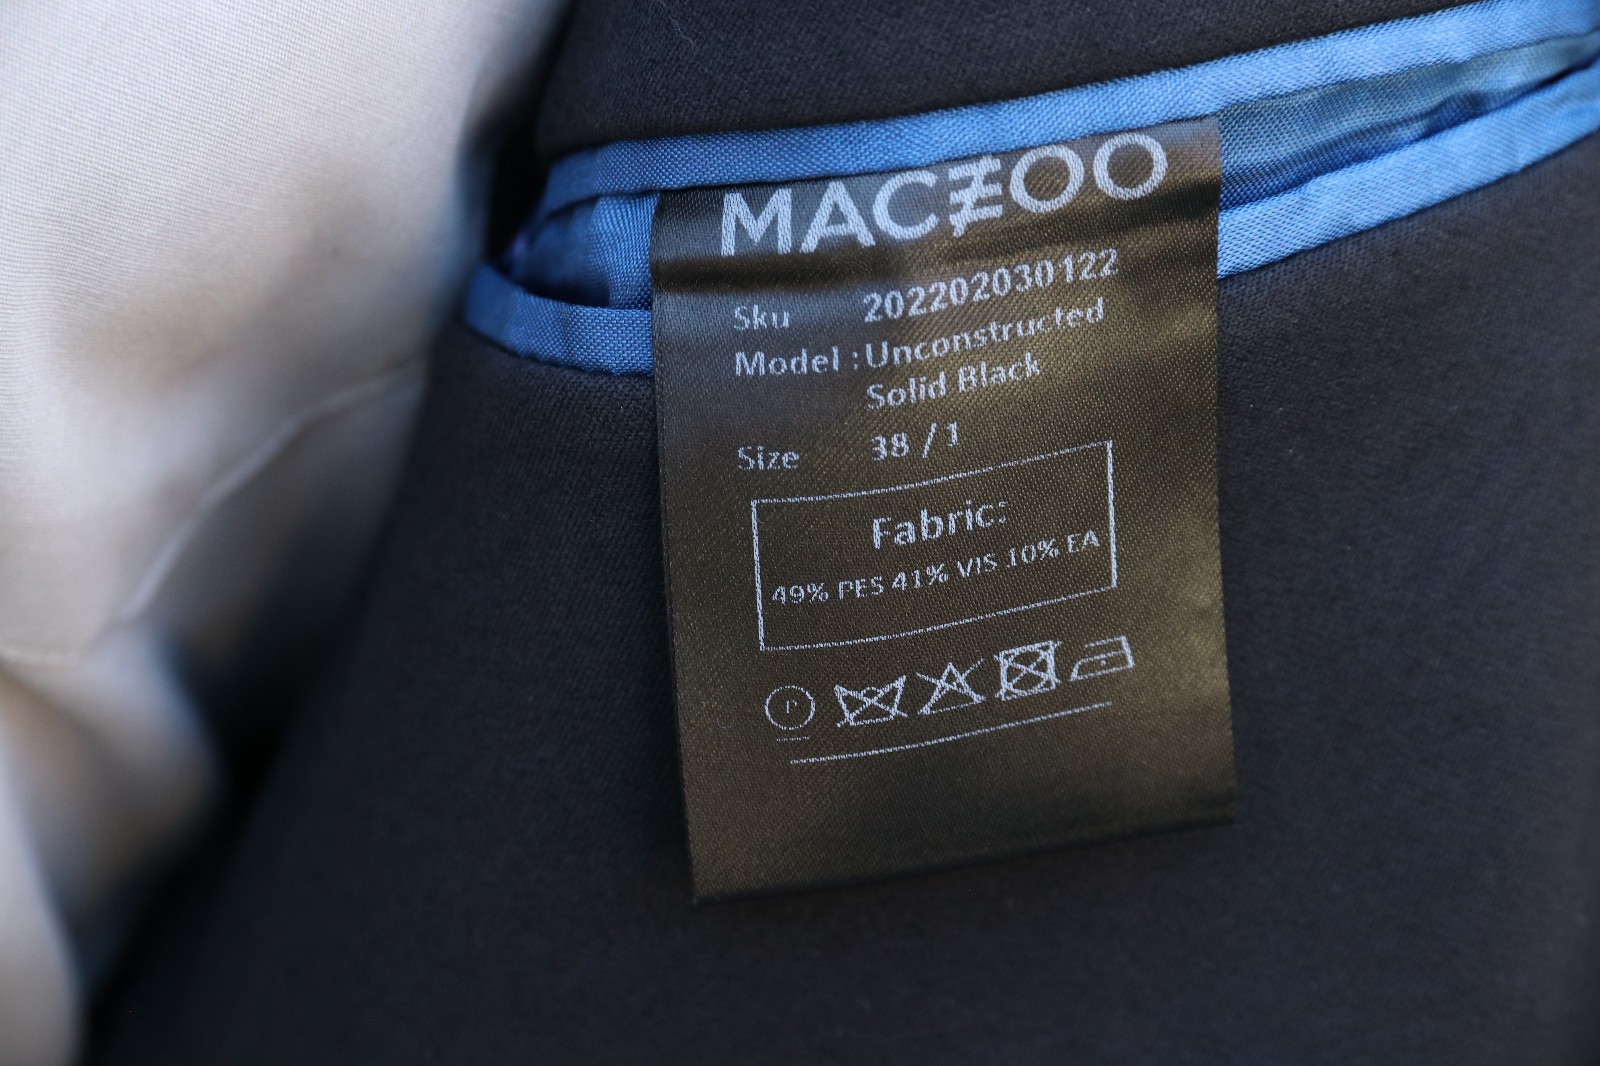 MACZOO
Sku 202202030122
Model : Unconstructed
Solid Black
Size 38 / 1
Fabric:
49% PES 41% VIS 10% EA
P